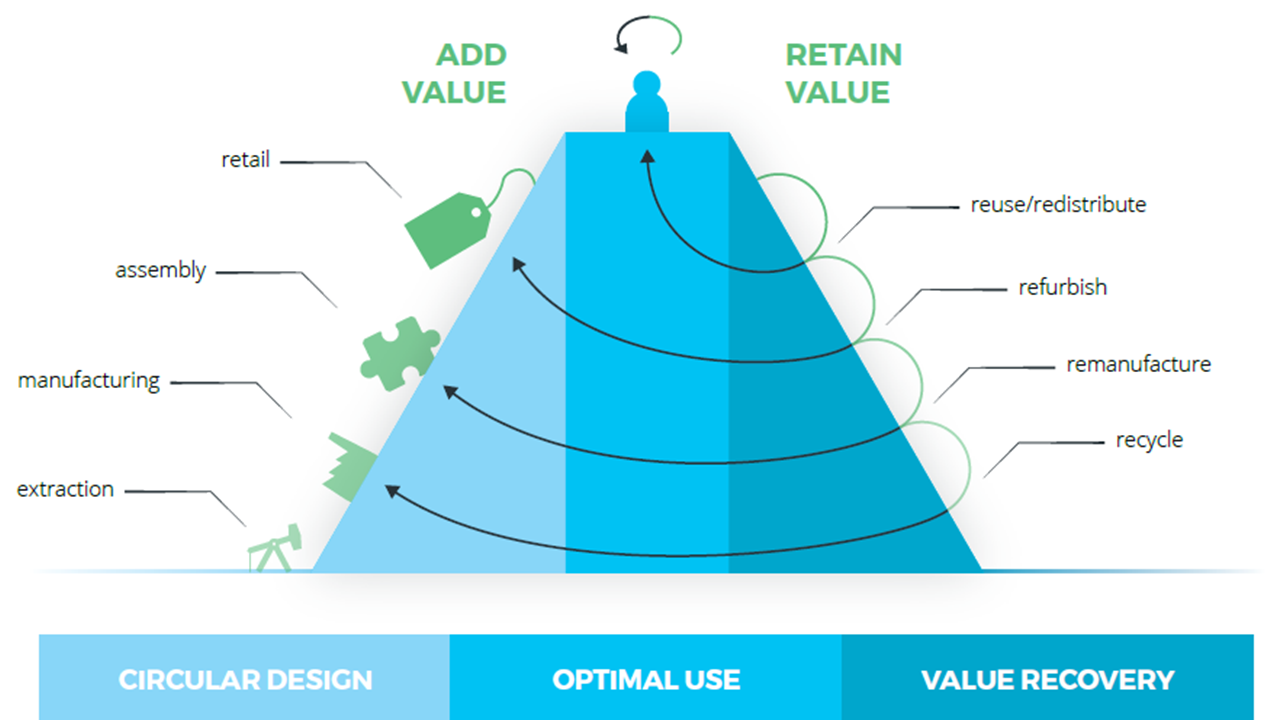 ADD
VALUE
RETAIN
VALUE
retail
assembly
manufacturing
extraction
reuse/redistribute
refurbish
remanufacture
recycle
CIRCULAR DESIGN
OPTIMAL USE
VALUE RECOVERY